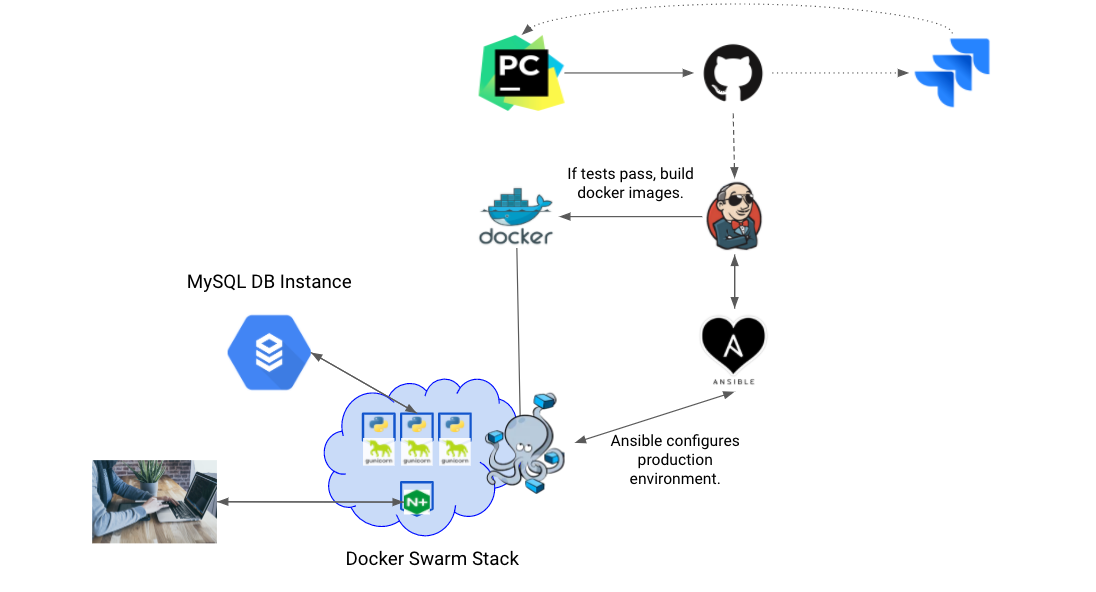 PC
If tests pass, build
docker images.
docker
MySQL DB Instance
ANSIBLE
Ansible configures
production
environment.
gunicorn
gunicorn
gunicorn
N+
Docker Swarm Stack